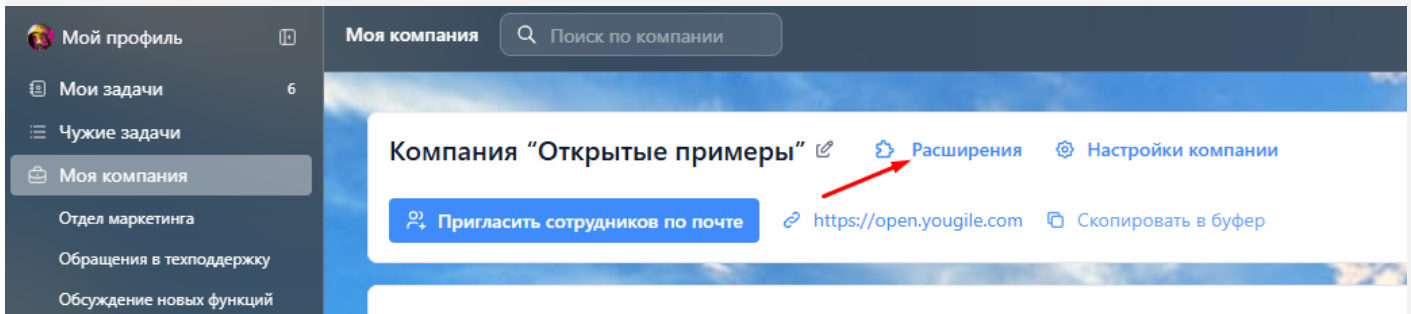 Мой профиль
Мои задачи 6
Чужие задачи
Моя компания
Отдел маркетинга
Обращения в техподдержку
Обсуждение новых функций
Моя компания Поиск по компании
Компания “Открытые примеры” Расширения Настройки компании
Пригласить сотрудников по почте https://open.yougile.com Скопировать в буфер